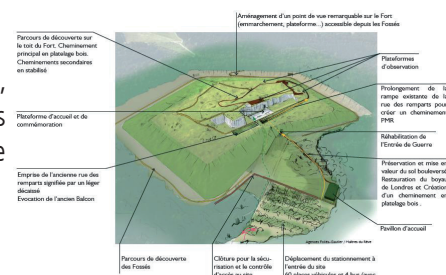 Aménagement d'un point de vue remarquable sur le Fort
(emmarchement, plateforme...) accessible depuis les Fossés
Parcours de découverte sur
le toit du Fort. Cheminement
principal en platelage bois.
Cheminements secondaires
en stabilisé
Plateforme d'accueil et de
commémoration
Emprise de l'ancienne rue des
remparts signifiée par un léger
décaissé
Evocation de l'ancien Balcon
Parcours de découverte
des Fossés
Clôture pour la sécu-
risation et le contrôle
d'accès au site
Déplacement du stationnement à
l'entrée du site
Plateformes
d'observation
Prolongement de la
rampe existante de la
rue des remparts pour
créer un cheminement
PMR
Réhabilitation de
l'Entrée de Guerre
Préservation et mise en
valeur du sol bouleversé
Restauration du boyau
de Londres et Création
d'un cheminement en
platelage bois .
Pavillon d'accueil